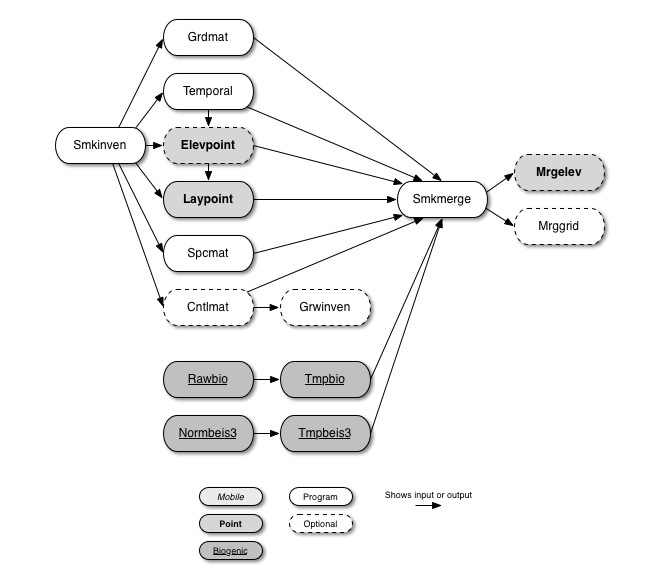 Grdmat
Temporal
Smkinven
Elevpoint
Mrgelev
Laypoint
Smkmerge
Mrggrid
Spcmat
Cntlmat
Grwinven
Rawbio
Tmpbio
Normbeis3
Tmpbeis3
Mobile
Program
Shows input or output
Point
Optional
Biogenic